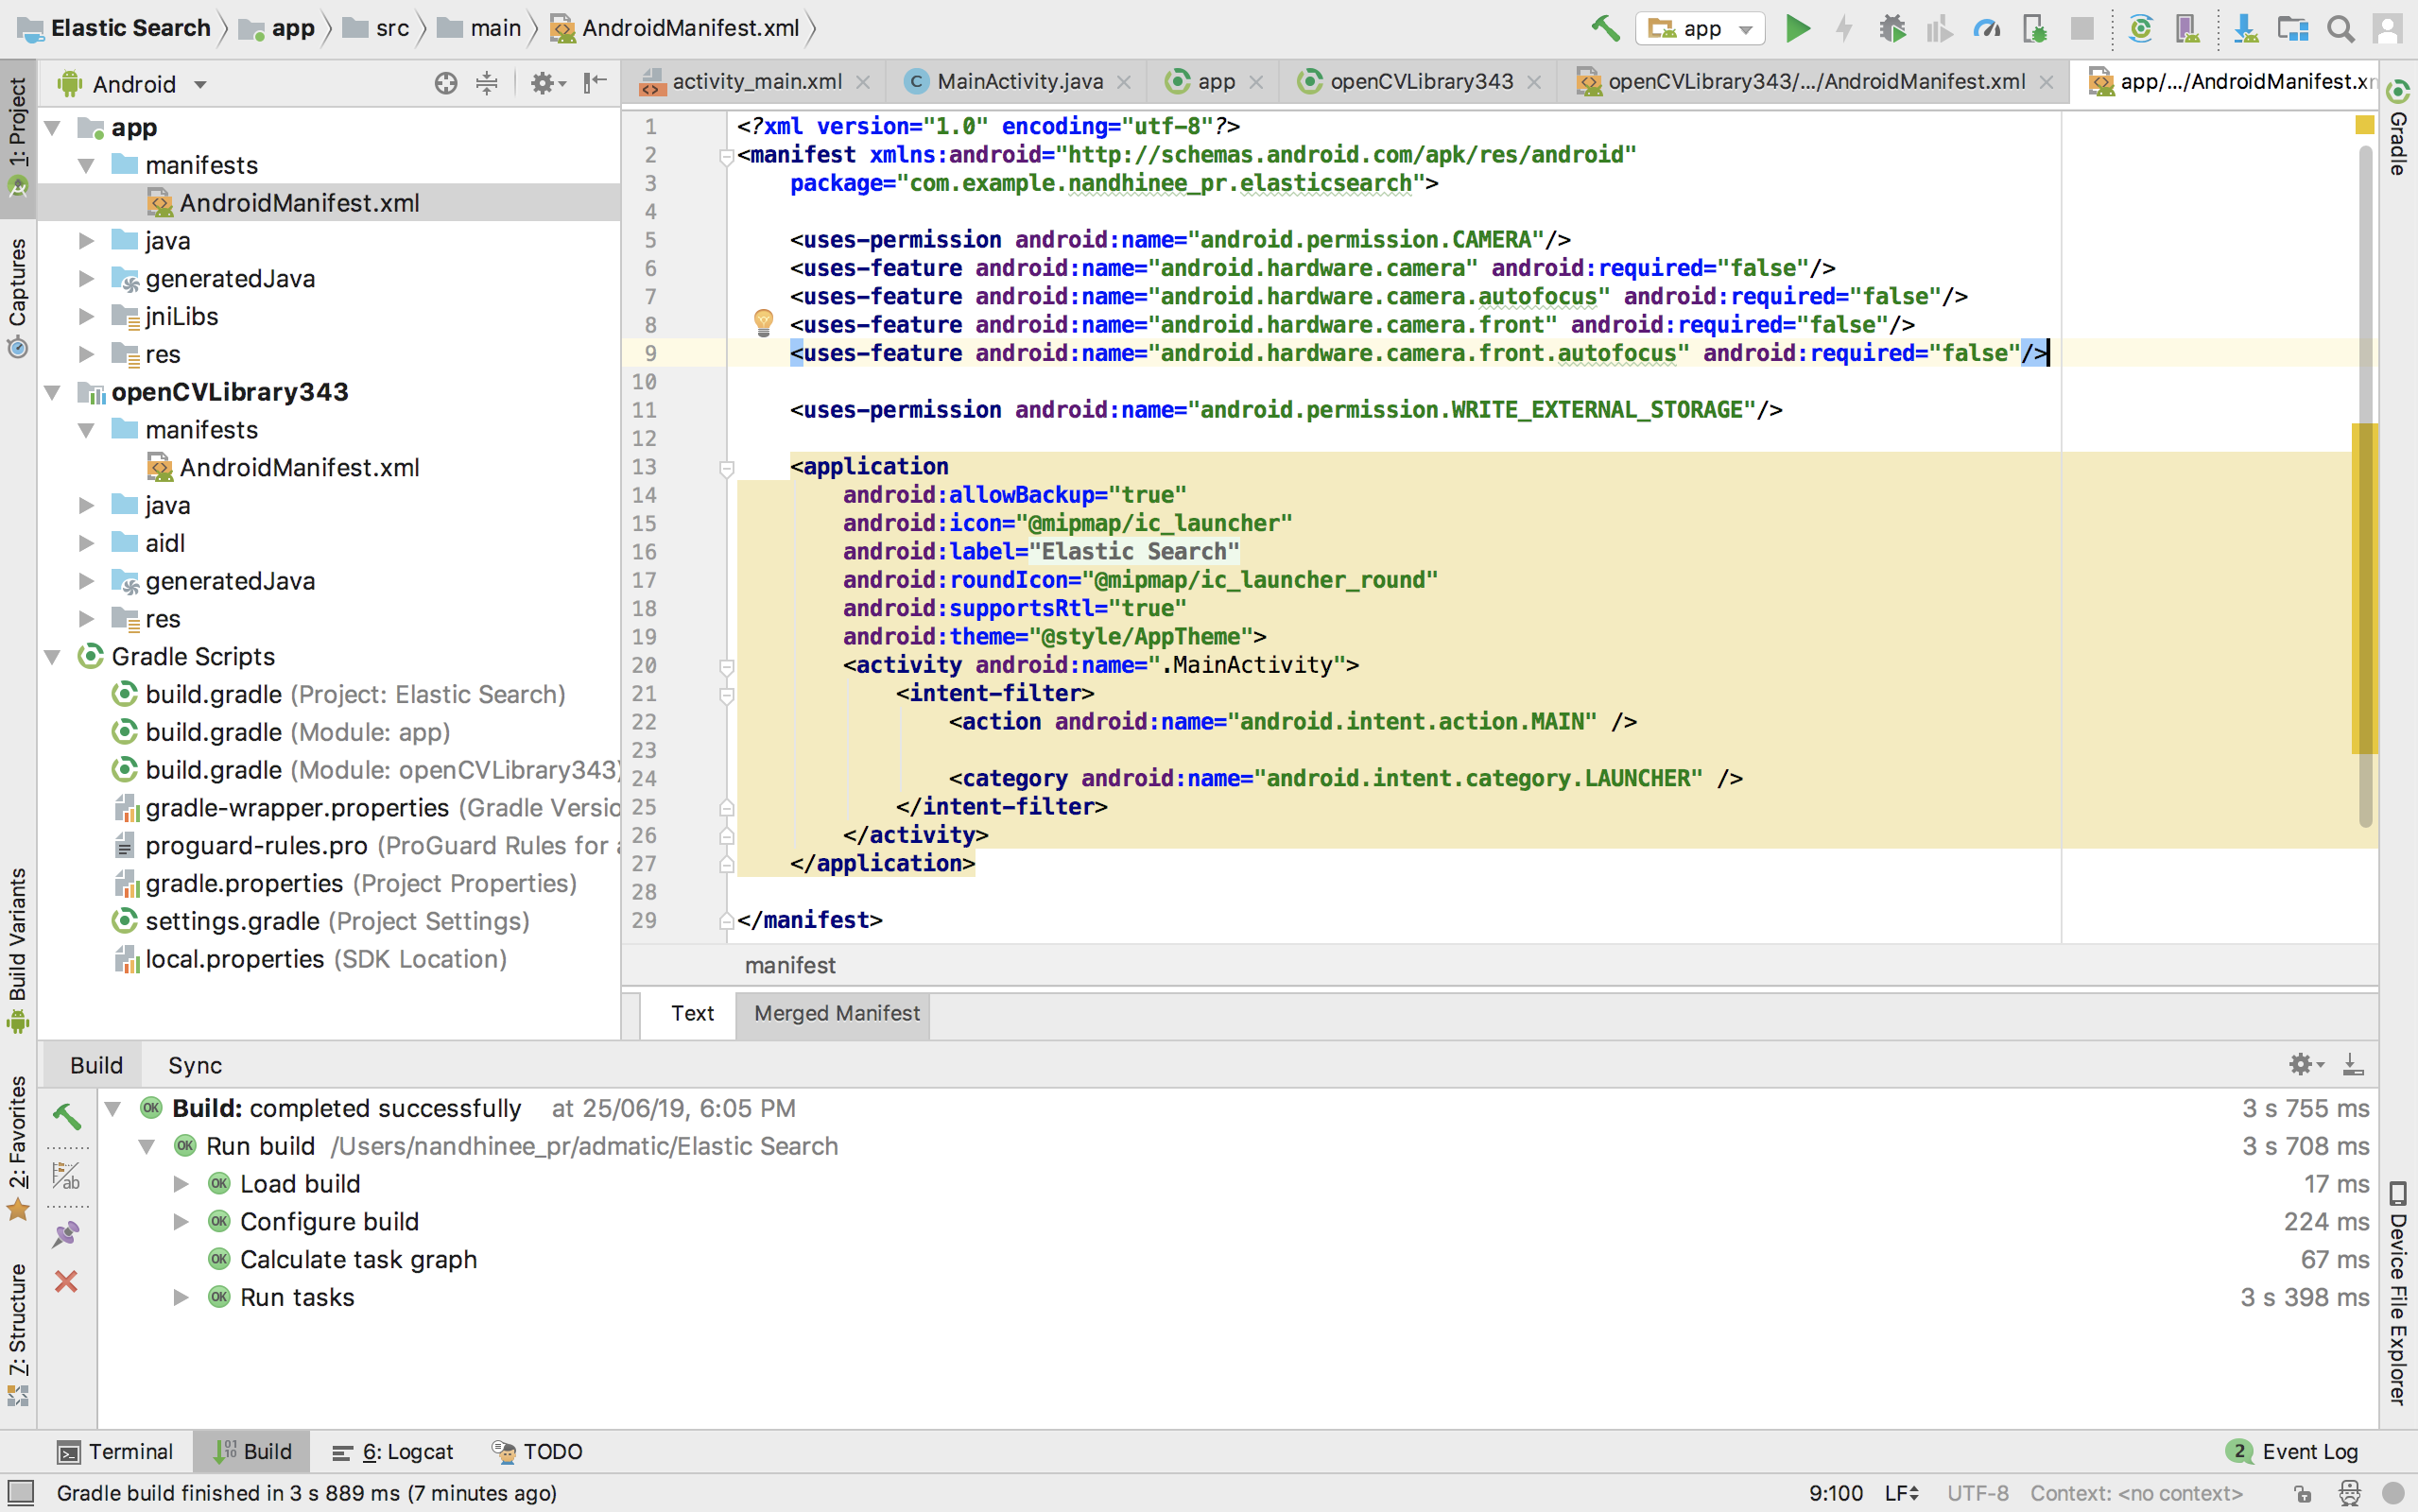 Elastic Search app src main AndroidManifest.xml
app
Android
activity_main.xml MainActivity.java app openCVLibrary343 openCVLibrary343/.../AndroidManifest.xml app/.../AndroidManifest.xm
1: Project
Captures
Build Variants
2: Favorites
7: Structure
app
manifests
AndroidManifest.xml
java
generatedJava
jniLibs
res
openCVLibrary343
manifests
AndroidManifest.xml
java
aidl
generatedJava
res
Gradle Scripts
build.gradle (Project: Elastic Search)
build.gradle (Module: app)
build.gradle (Module: openCVLibrary343)
gradle-wrapper.properties (Gradle Versio
proguard-rules.pro (ProGuard Rules for a
gradle.properties (Project Properties)
settings.gradle (Project Settings)
local.properties (SDK Location)
1 <?xml version="1.0" encoding="utf-8"?>
2 <manifest xmlns:android="http://schemas.android.com/apk/res/android"
3 package="com.example.nandhinee_pr.elasticsearch">
4
5 <uses-permission android:name="android.permission.CAMERA"/>
6 <uses-feature android:name="android.hardware.camera" android:required="false"/>
7 <uses-feature android:name="android.hardware.camera.autofocus" android:required="false"/>
8 <uses-feature android:name="android.hardware.camera.front" android:required="false"/>
9 <uses-feature android:name="android.hardware.camera.front.autofocus" android:required="false"/>
10
11 <uses-permission android:name="android.permission.WRITE_EXTERNAL_STORAGE"/>
12
13 <application
14 android:allowBackup="true"
15 android:icon="@mipmap/ic_launcher"
16 android:label="Elastic Search"
17 android:roundIcon="@mipmap/ic_launcher_round"
18 android:supportsRtl="true"
19 android:theme="@style/AppTheme">
20 <activity android:name=".MainActivity">
21 <intent-filter>
22 <action android:name="android.intent.action.MAIN" />
23
24 <category android:name="android.intent.category.LAUNCHER" />
25 </intent-filter>
26 </activity>
27 </application>
28
29 </manifest>
manifest
Text Merged Manifest
Gradle
Device File Explorer
Build Sync
OK Build: completed successfully at 25/06/19, 6:05 PM 3 s 755 ms
OK Run build /Users/nandhinee_pr/admatic/Elastic Search 3 s 708 ms
OK Load build 17 ms
OK Configure build 224 ms
OK Calculate task graph 67 ms
OK Run tasks 3 s 398 ms
Terminal Build 6: Logcat TODO 2 Event Log
Gradle build finished in 3 s 889 ms (7 minutes ago) 9:100 LF UTF-8 Context: <no context>